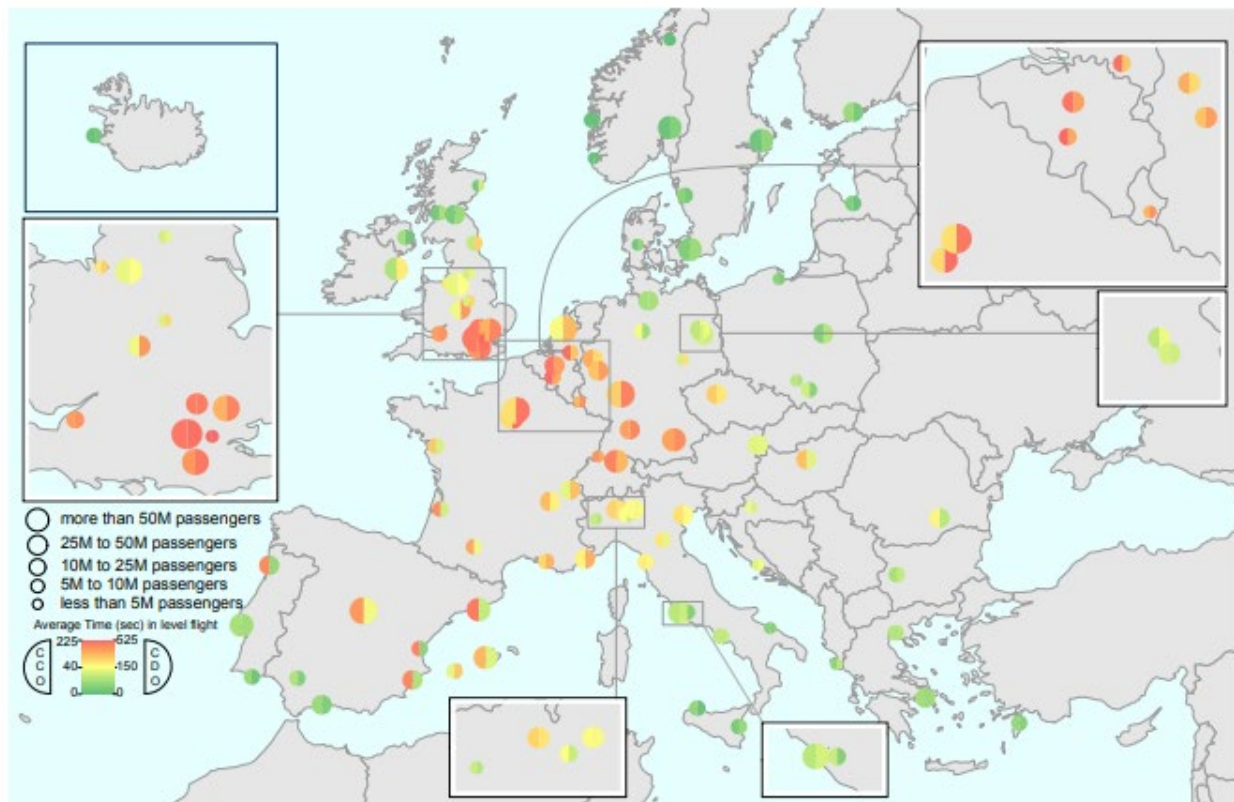 more than 50M passengers
25M to 50M passengers
10M to 25M passengers
5M to 10M passengers
less than 5M passengers
Average Time (sec) in level flight
225 525
CCO 40 150 CDO
0 0